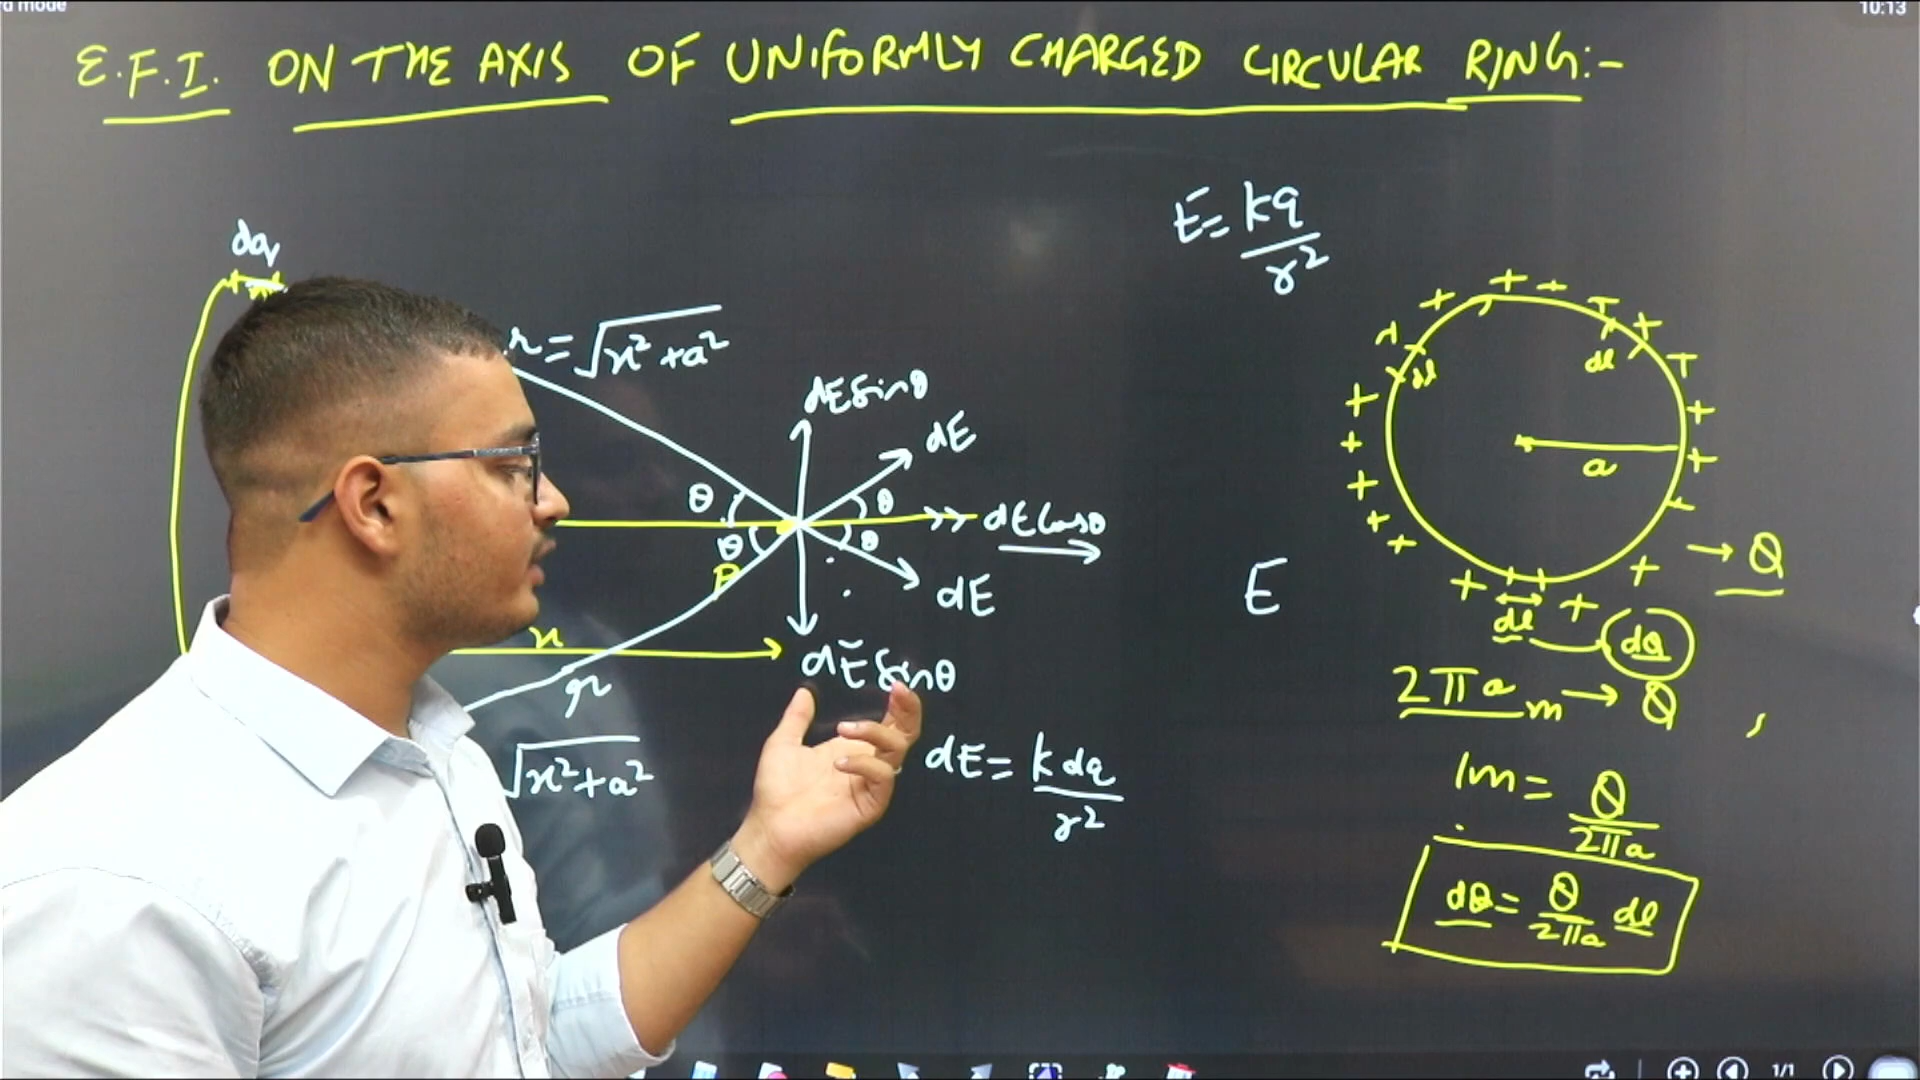 10:13
E.F.I. ON THE AXIS OF UNIFORMLY CHARGED CIRCULAR RING:-
E = kq/r²
dq
r = √x² + a²
dE sinθ
dE
θ
θ
dE cosθ
θ
θ
P
dE
x
dE sinθ
r
√x² + a²
dE = k dq/r²
E
+ + + + + + + + + + + + + + + + + +
dl
dl
a
→ Q
dl
dQ
2πa m → Q ,
1m = Q/2πa
dQ = Q/2πa dl
1/1